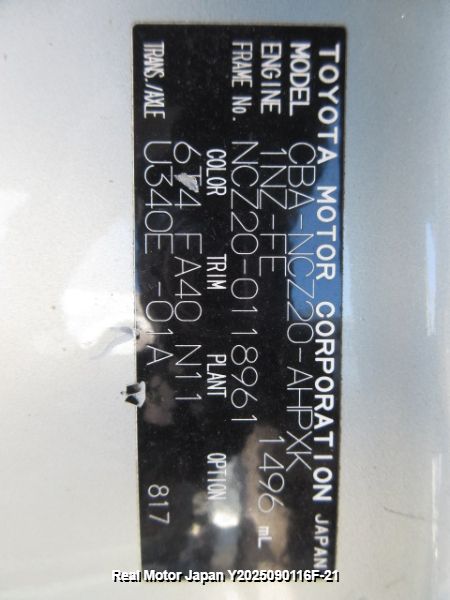 TOYOTA MOTOR CORPORATION JAPAN
MODEL CBA-NCZ20-AHPXK
ENGINE 1NZ-FE 1496 mL
FRAME No. NCZ20-0118961
COLOR TRIM PLANT OPTION
6T4 EA40 N11
TRANS./AXLE U340E -01A 817
Real Motor Japan Y2025090116F-21